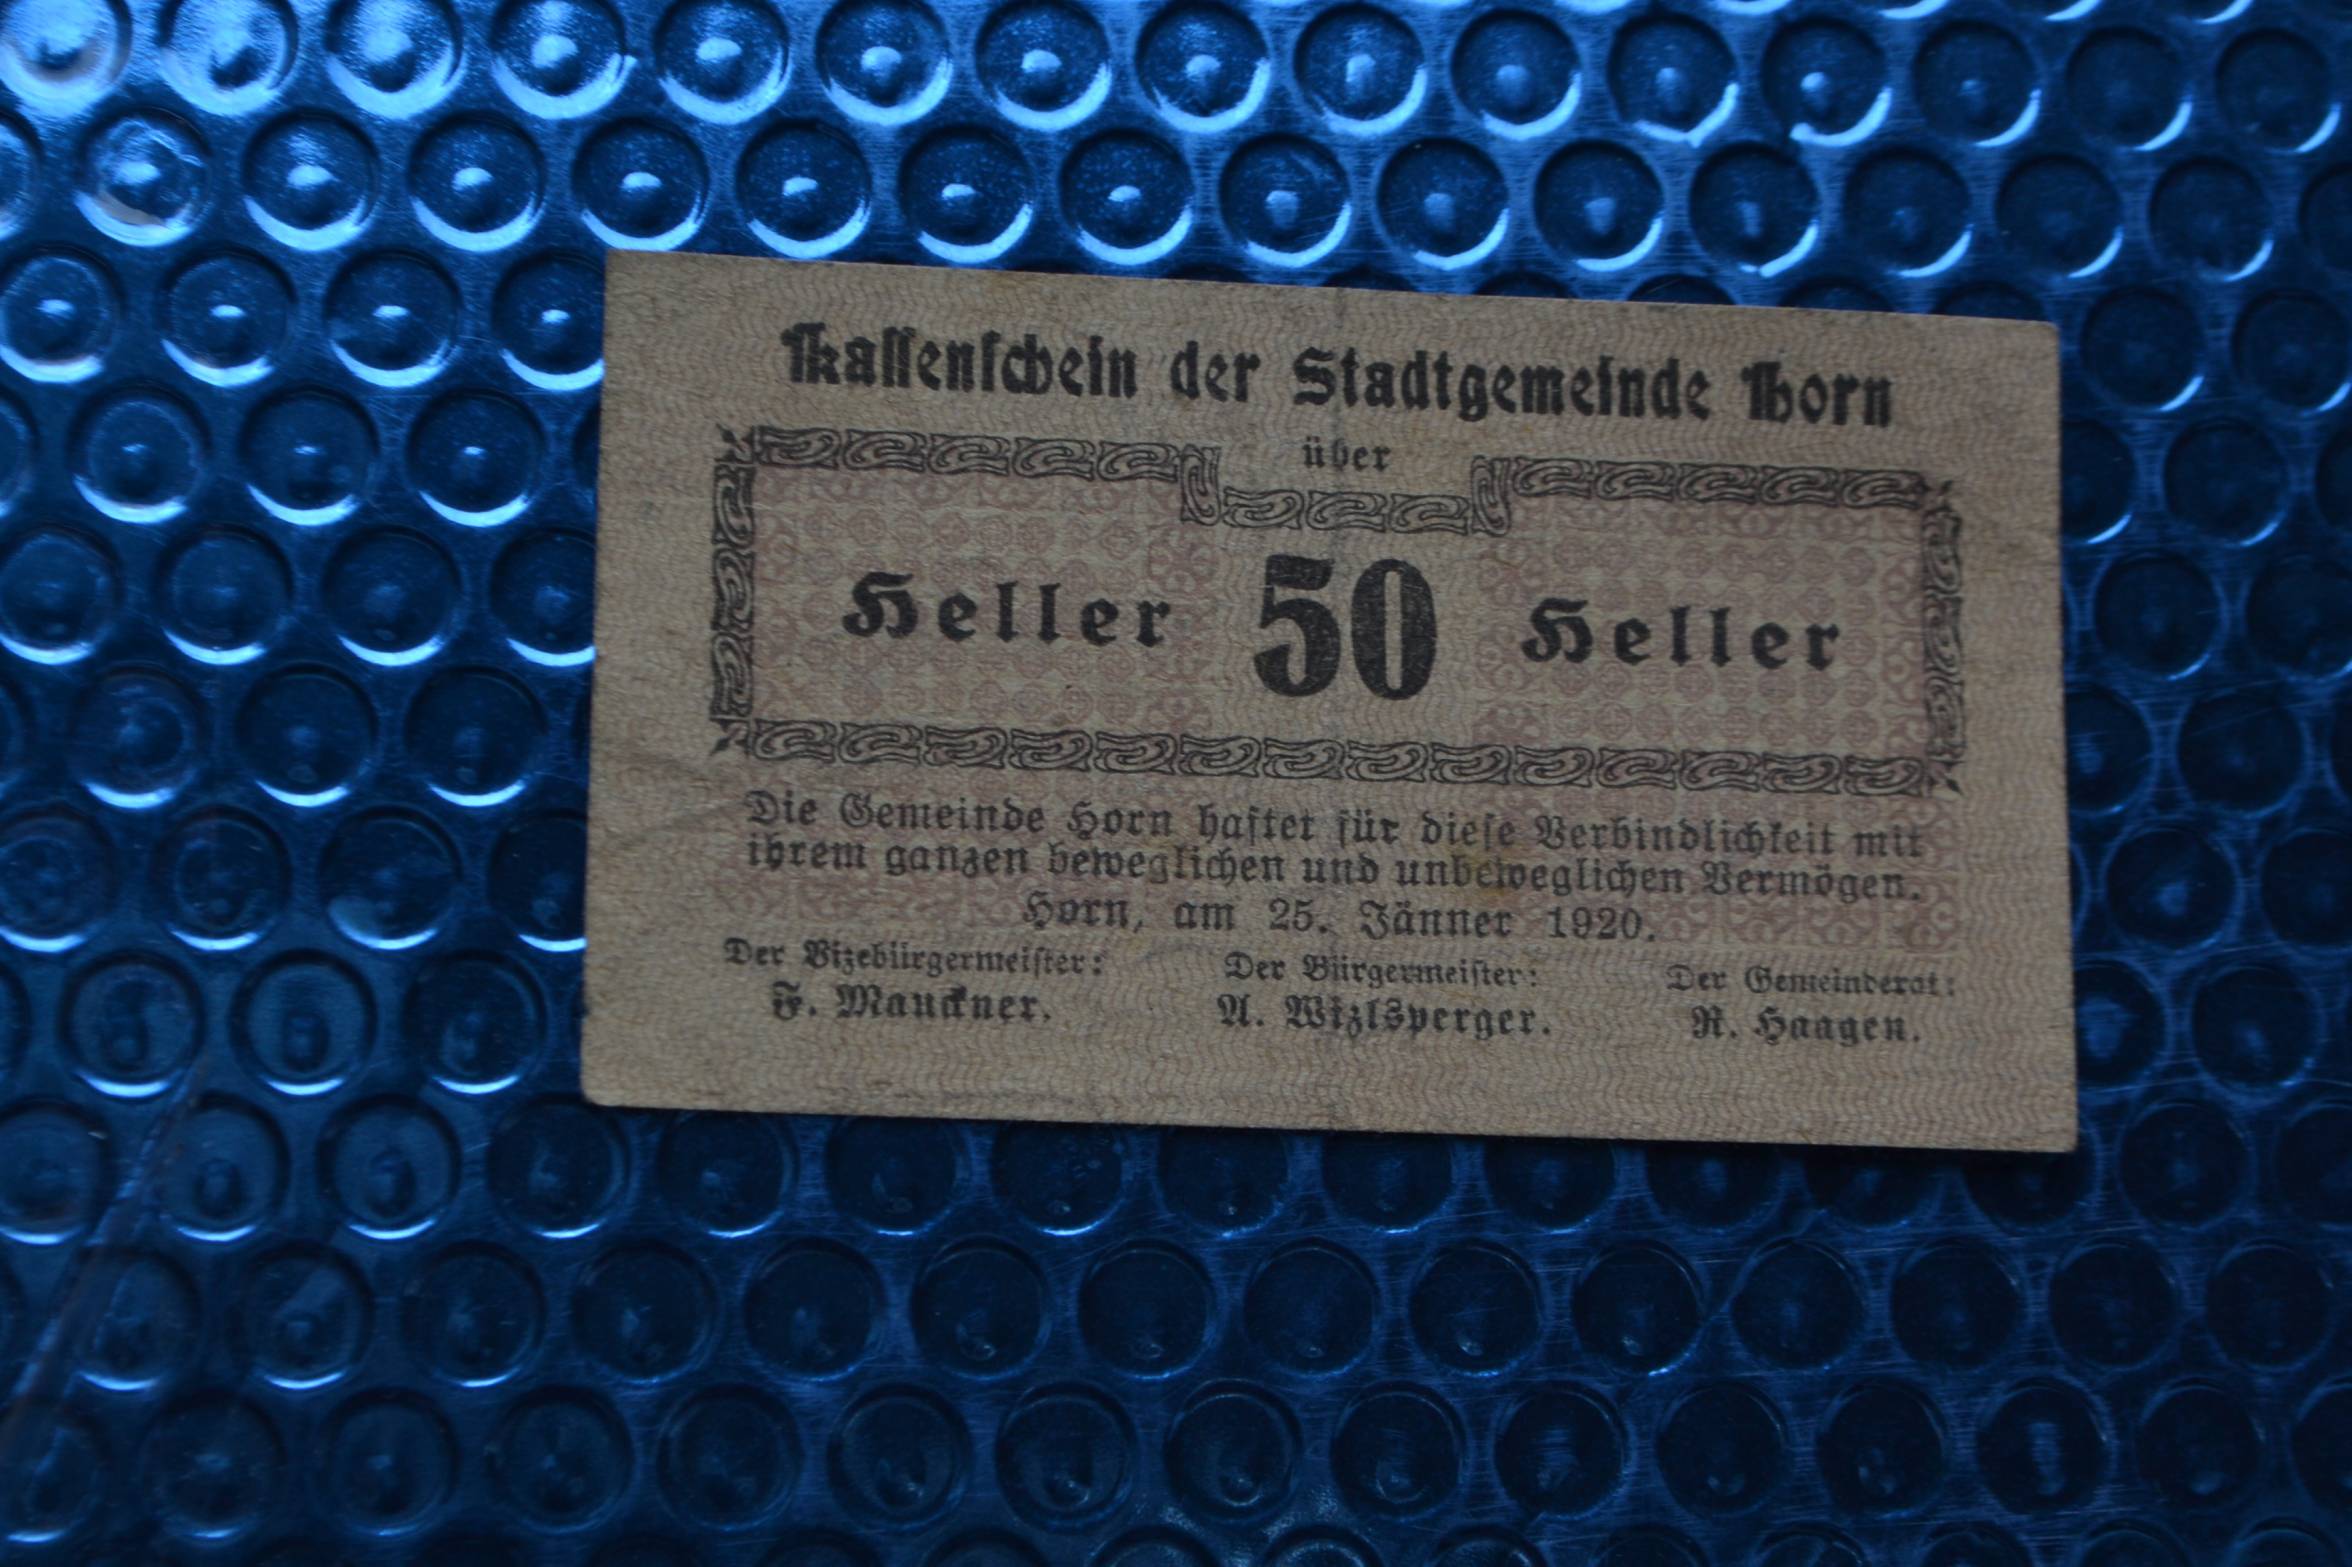 Kassenschein der Stadtgemeinde Horn
über
Heller 50 Heller
Die Gemeinde Horn haftet für diese Verbindlichkeit mit
ihrem ganzen beweglichen und unbeweglichen Vermögen.
Horn, am 25. Jänner 1920.
Der Vizebürgermeister: Der Bürgermeister: Der Gemeinderat:
F. Mauckner. A. Wizlsperger. R. Haagen.